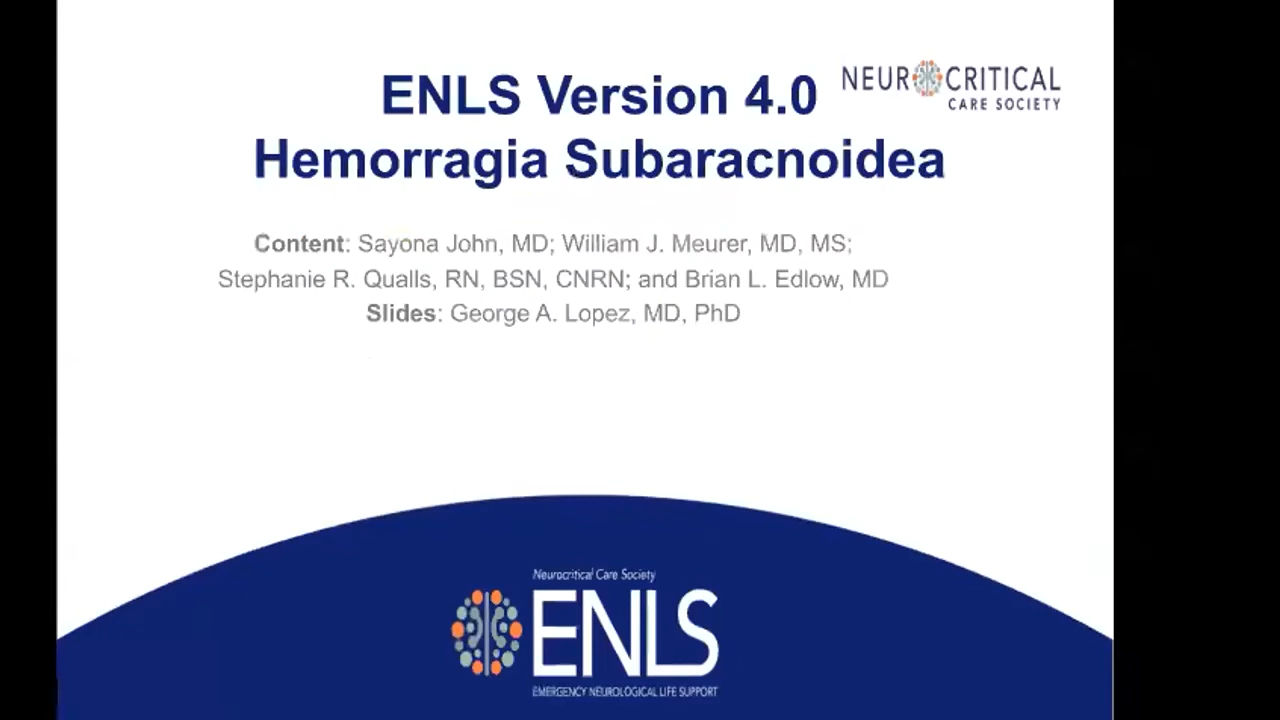 ENLS Version 4.0
NEUROCRITICAL
CARE SOCIETY
Hemorragia Subaracnoidea
Content: Sayona John, MD; William J. Meurer, MD, MS;
Stephanie R. Qualls, RN, BSN, CNRN; and Brian L. Edlow, MD
Slides: George A. Lopez, MD, PhD
Neurocritical Care Society
ENLS
EMERGENCY NEUROLOGICAL LIFE SUPPORT